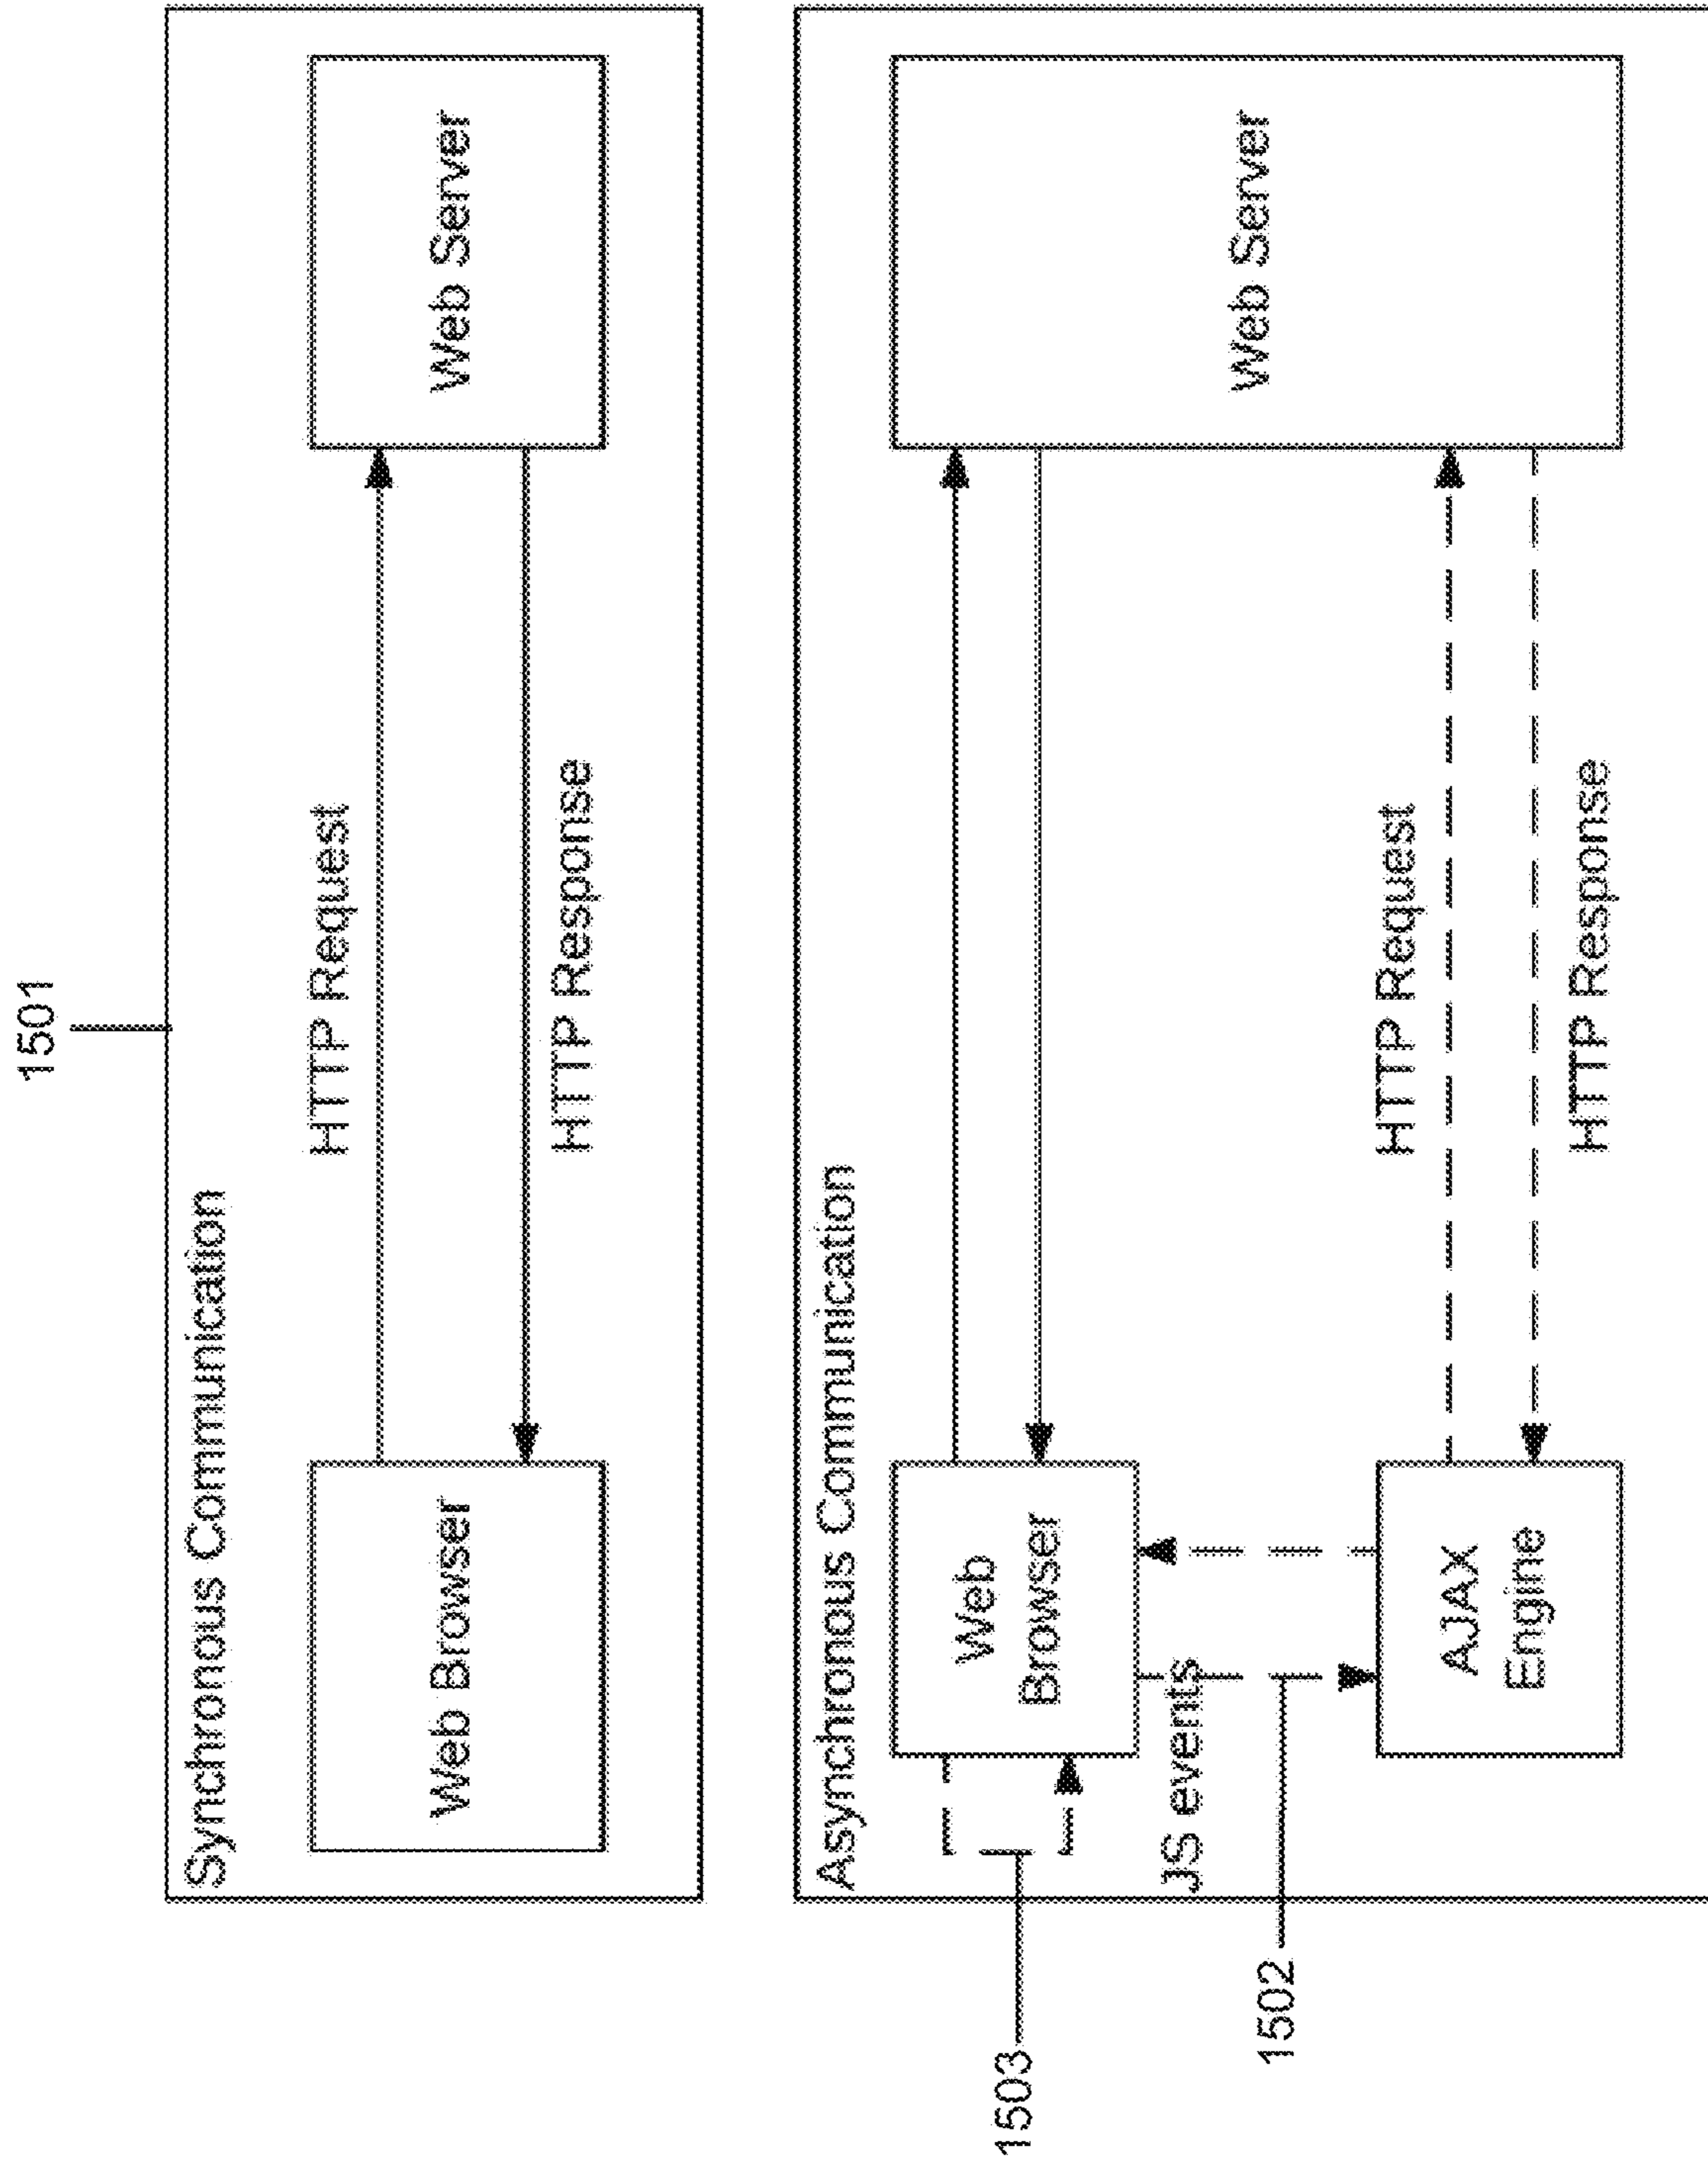 1501
Synchronous Communication
HTTP Request
Web Browser
Web Server
HTTP Response
Asynchronous Communication
Web
Browser
Web Server
1503
JS events
1502
HTTP Request
AJAX
Engine
HTTP Response